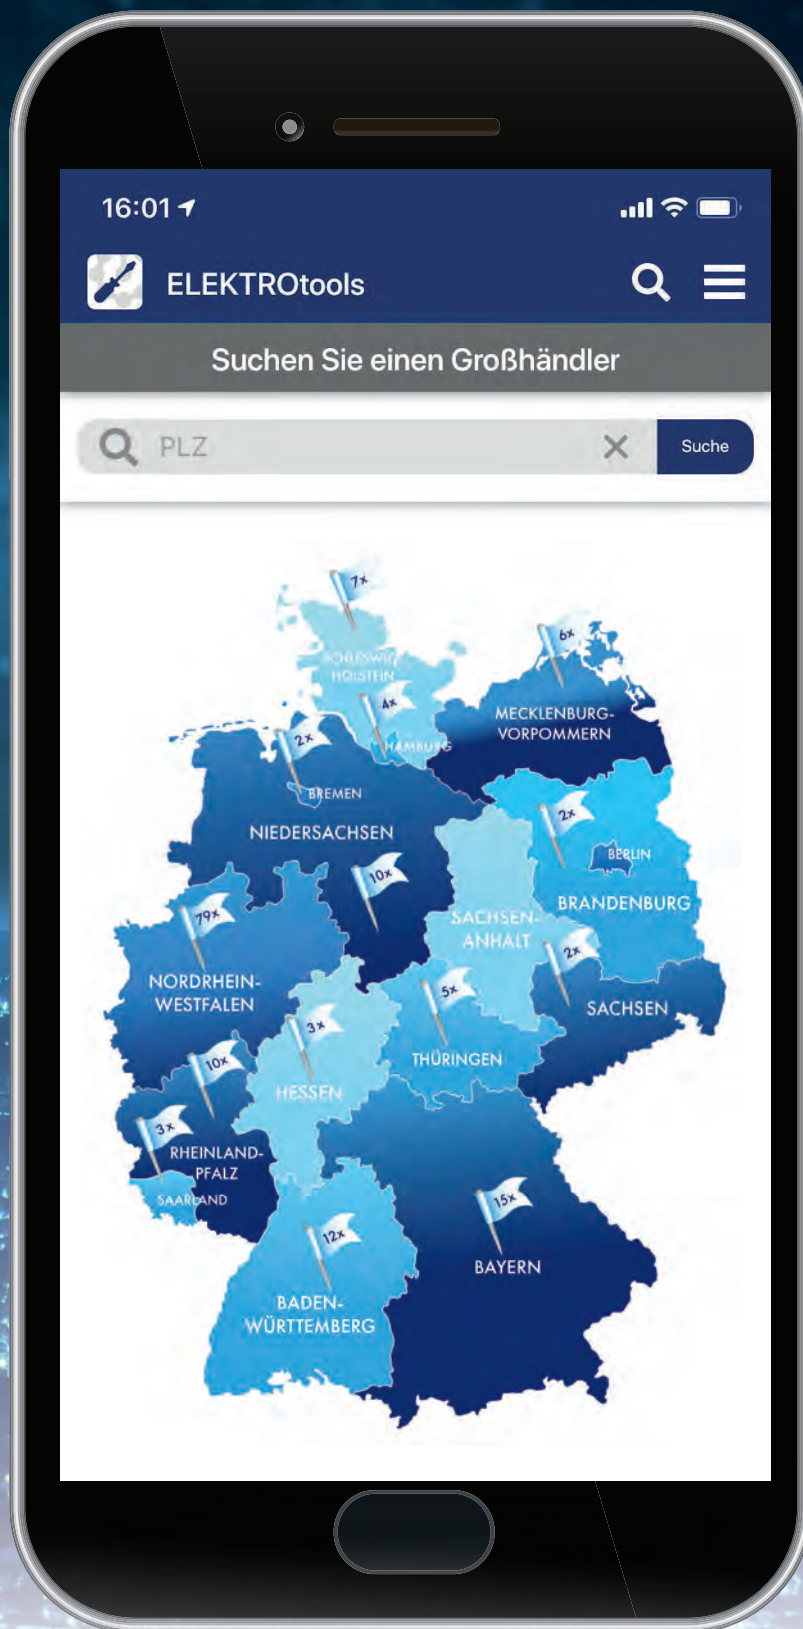 16:01
ELEKTROtools
Suchen Sie einen Großhändler
PLZ
Suche
7x
SCHLESWIG
HOLSTEIN
6x
4x
MECKLENBURG-
VORPOMMERN
2x
HAMBURG
BREMEN
2x
NIEDERSACHSEN
BERLIN
10x
BRANDENBURG
79x
SACHSEN-
ANHALT
2x
NORDRHEIN-
WESTFALEN
5x
SACHSEN
3x
THÜRINGEN
10x
HESSEN
3x
RHEINLAND-
PFALZ
SAARLAND
15x
12x
BAYERN
BADEN-
WÜRTTEMBERG